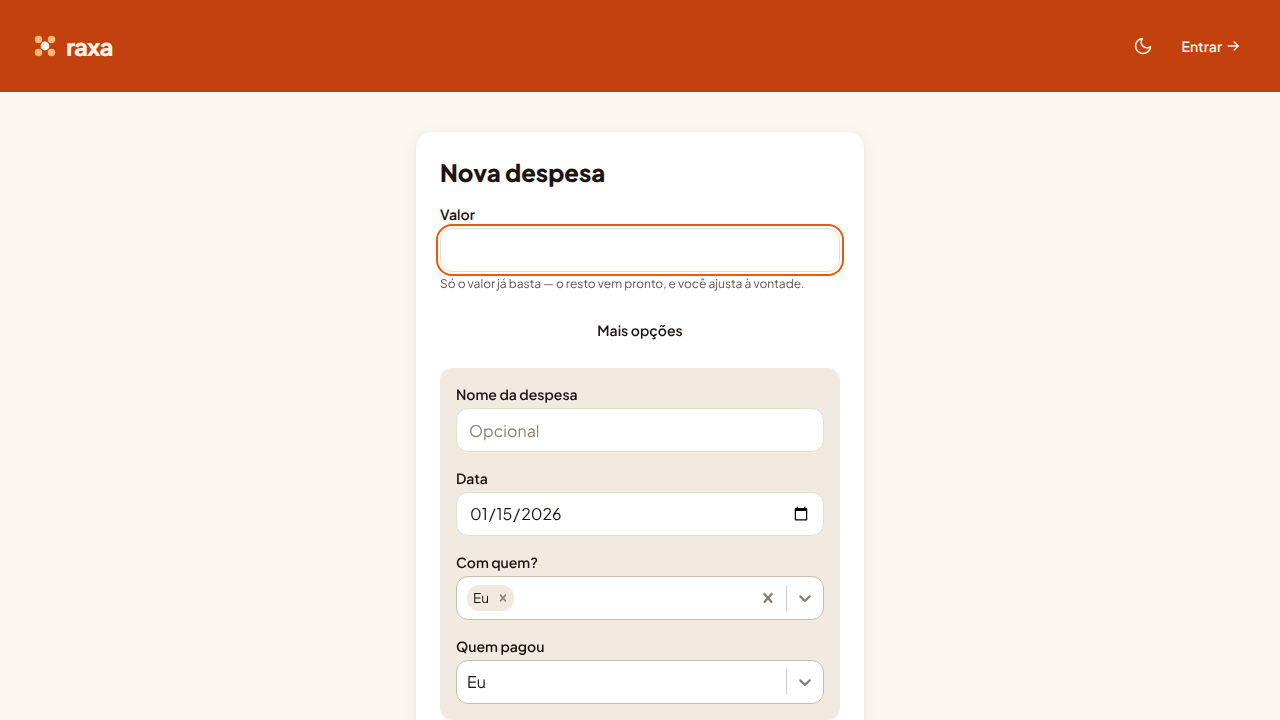 raxa
Entrar →
Nova despesa
Valor
Só o valor já basta — o resto vem pronto, e você ajusta à vontade.
Mais opções
Nome da despesa
Opcional
Data
01/15/2026
Com quem?
Eu
Quem pagou
Eu